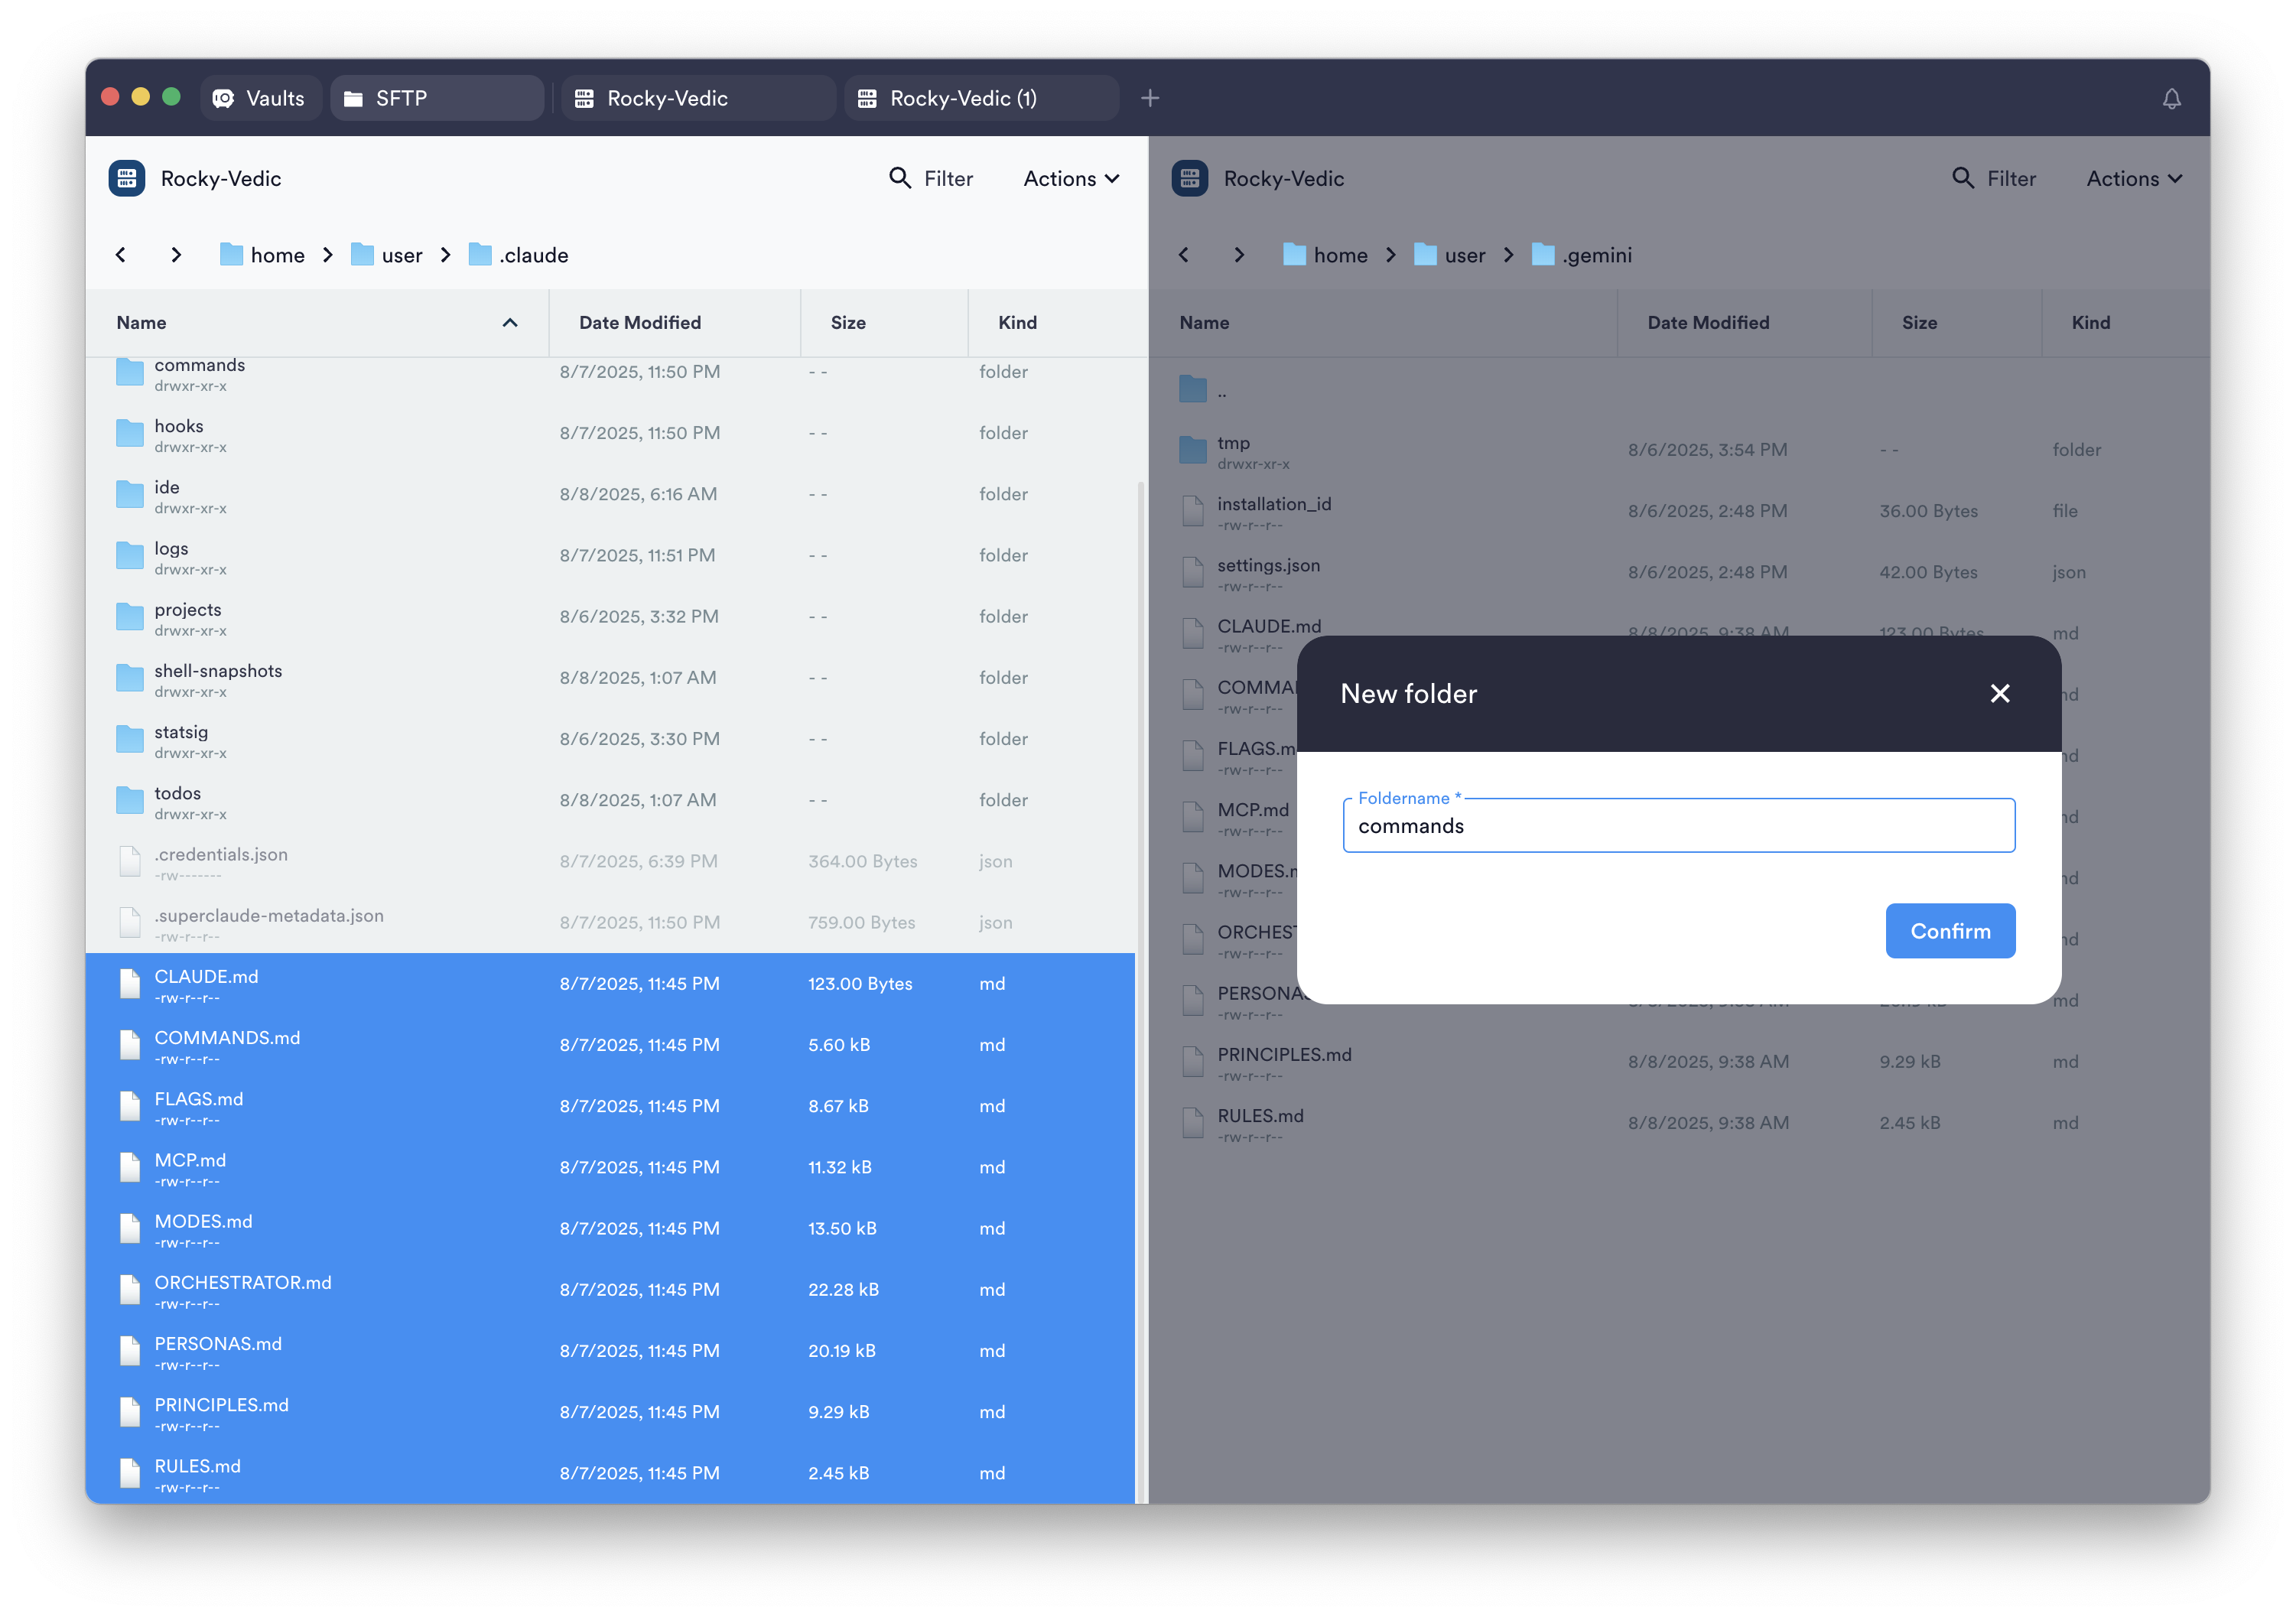 Vaults SFTP Rocky-Vedic Rocky-Vedic (1)
Rocky-Vedic Filter Actions
home user .claude
Name Date Modified Size Kind
commands 8/7/2025, 11:50 PM - - folder
drwxr-xr-x
hooks 8/7/2025, 11:50 PM - - folder
drwxr-xr-x
ide 8/8/2025, 6:16 AM - - folder
drwxr-xr-x
logs 8/7/2025, 11:51 PM - - folder
drwxr-xr-x
projects 8/6/2025, 3:32 PM - - folder
drwxr-xr-x
shell-snapshots 8/8/2025, 1:07 AM - - folder
drwxr-xr-x
statsig 8/6/2025, 3:30 PM - - folder
drwxr-xr-x
todos 8/8/2025, 1:07 AM - - folder
drwxr-xr-x
.credentials.json 8/7/2025, 6:39 PM 364.00 Bytes json
-rw-------
.superclaude-metadata.json 8/7/2025, 11:50 PM 759.00 Bytes json
-rw-r--r--
CLAUDE.md 8/7/2025, 11:45 PM 123.00 Bytes md
-rw-r--r--
COMMANDS.md 8/7/2025, 11:45 PM 5.60 kB md
-rw-r--r--
FLAGS.md 8/7/2025, 11:45 PM 8.67 kB md
-rw-r--r--
MCP.md 8/7/2025, 11:45 PM 11.32 kB md
-rw-r--r--
MODES.md 8/7/2025, 11:45 PM 13.50 kB md
-rw-r--r--
ORCHESTRATOR.md 8/7/2025, 11:45 PM 22.28 kB md
-rw-r--r--
PERSONAS.md 8/7/2025, 11:45 PM 20.19 kB md
-rw-r--r--
PRINCIPLES.md 8/7/2025, 11:45 PM 9.29 kB md
-rw-r--r--
RULES.md 8/7/2025, 11:45 PM 2.45 kB md
-rw-r--r--
Rocky-Vedic Filter Actions
home user .gemini
Name Date Modified Size Kind
..
tmp 8/6/2025, 3:54 PM - - folder
drwxr-xr-x
installation_id 8/6/2025, 2:48 PM 36.00 Bytes file
-rw-r--r--
settings.json 8/6/2025, 2:48 PM 42.00 Bytes json
-rw-r--r--
CLAUDE.md 8/8/2025, 9:38 AM 123.00 Bytes md
-rw-r--r--
-rw-r--r--
-rw-r--r--
MCP.md
-rw-r--r--
-rw-r--r--
-rw-r--r--
md
-rw-r--r--
PRINCIPLES.md 8/8/2025, 9:38 AM 9.29 kB md
-rw-r--r--
RULES.md 8/8/2025, 9:38 AM 2.45 kB md
-rw-r--r--
New folder
Foldername *
commands
Confirm